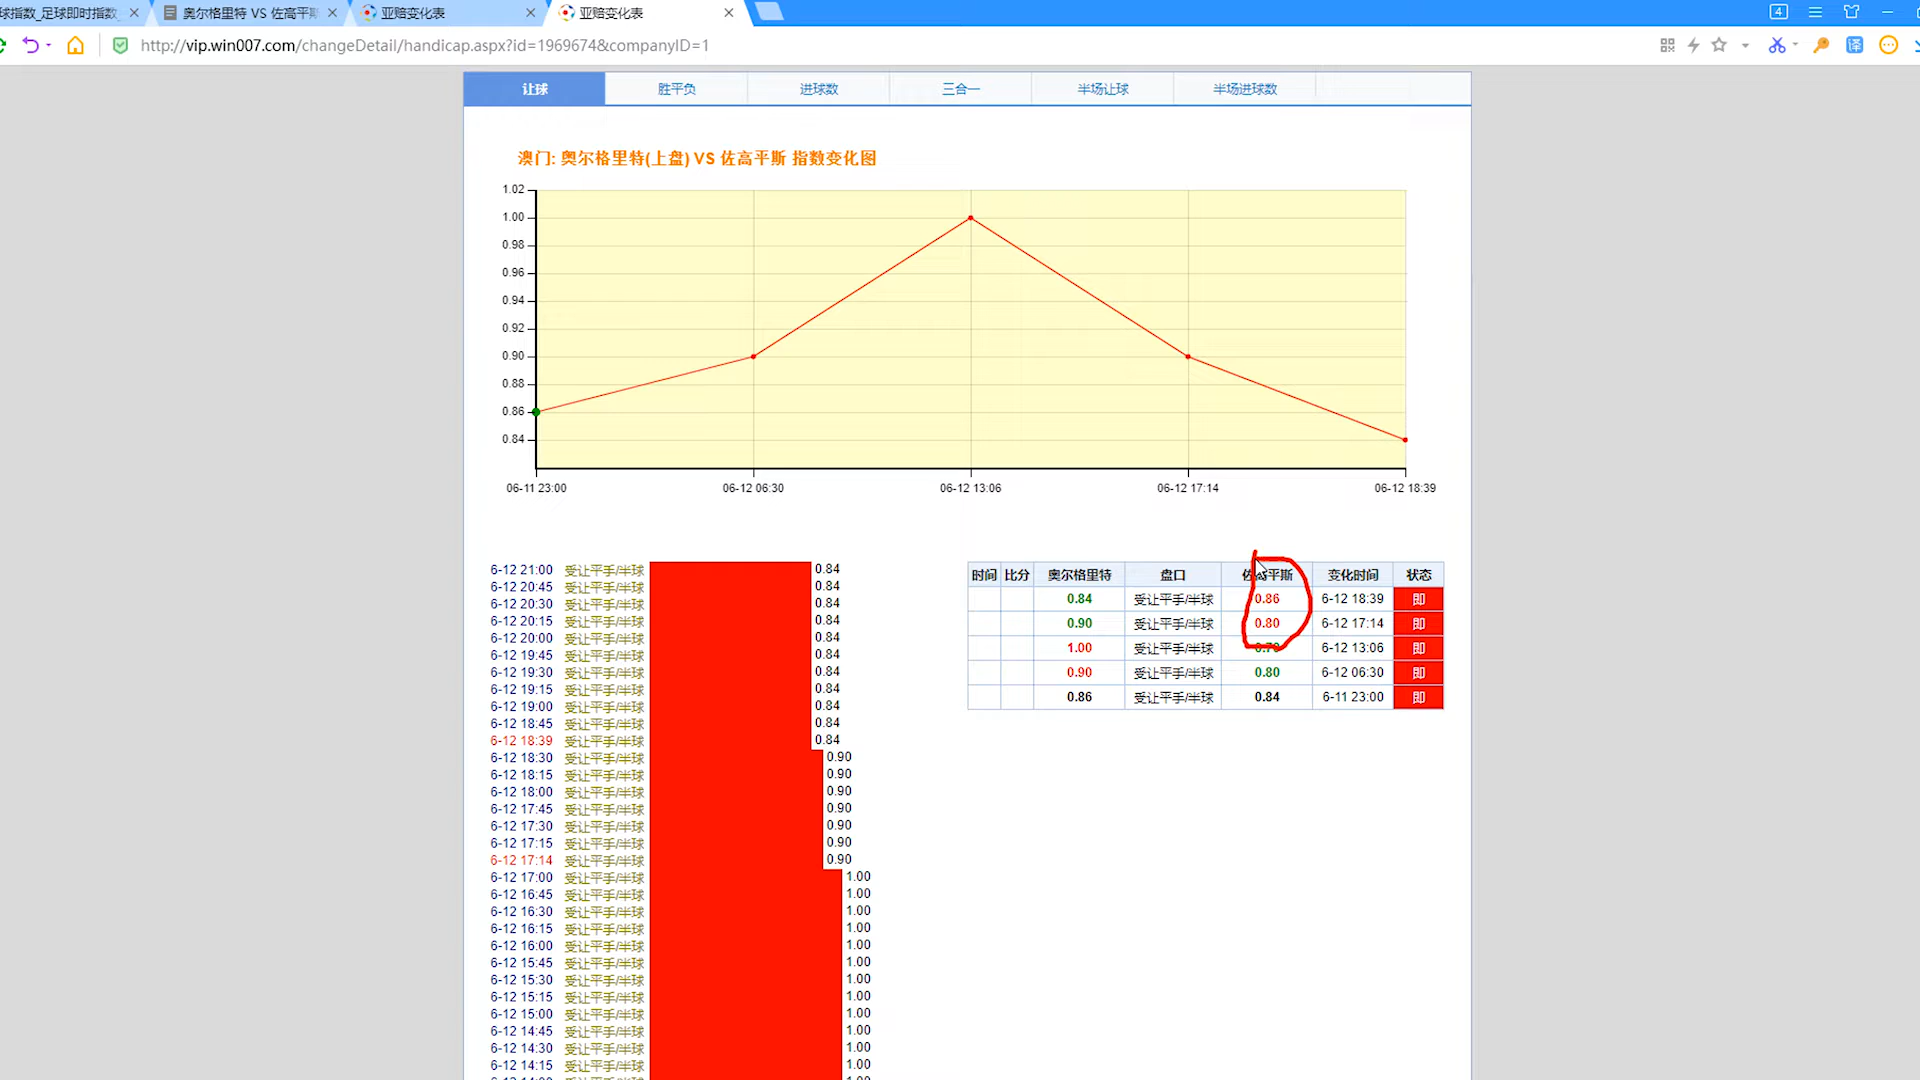 球指数_足球即时指数_
奥尔格里特 VS 佐高平斯
亚赔变化表
亚赔变化表
4
http://vip.win007.com/changeDetail/handicap.aspx?id=1969674&companyID=1
译
让球 胜平负 进球数 三合一 半场让球 半场进球数
澳门: 奥尔格里特(上盘) VS 佐高平斯 指数变化图
1.02
1.00
0.98
0.96
0.94
0.92
0.90
0.88
0.86
0.84
06-11 23:00 06-12 06:30 06-12 13:06 06-12 17:14 06-12 18:39
6-12 21:00 受让平手/半球 0.84
6-12 20:45 受让平手/半球 0.84
6-12 20:30 受让平手/半球 0.84
6-12 20:15 受让平手/半球 0.84
6-12 20:00 受让平手/半球 0.84
6-12 19:45 受让平手/半球 0.84
6-12 19:30 受让平手/半球 0.84
6-12 19:15 受让平手/半球 0.84
6-12 19:00 受让平手/半球 0.84
6-12 18:45 受让平手/半球 0.84
6-12 18:39 受让平手/半球 0.84
6-12 18:30 受让平手/半球 0.90
6-12 18:15 受让平手/半球 0.90
6-12 18:00 受让平手/半球 0.90
6-12 17:45 受让平手/半球 0.90
6-12 17:30 受让平手/半球 0.90
6-12 17:15 受让平手/半球 0.90
6-12 17:14 受让平手/半球 0.90
6-12 17:00 受让平手/半球 1.00
6-12 16:45 受让平手/半球 1.00
6-12 16:30 受让平手/半球 1.00
6-12 16:15 受让平手/半球 1.00
6-12 16:00 受让平手/半球 1.00
6-12 15:45 受让平手/半球 1.00
6-12 15:30 受让平手/半球 1.00
6-12 15:15 受让平手/半球 1.00
6-12 15:00 受让平手/半球 1.00
6-12 14:45 受让平手/半球 1.00
6-12 14:30 受让平手/半球 1.00
6-12 14:15 受让平手/半球 1.00
时间 比分 奥尔格里特 盘口 佐高平斯 变化时间 状态
0.84 受让平手/半球 0.86 6-12 18:39 即
0.90 受让平手/半球 0.80 6-12 17:14 即
1.00 受让平手/半球 0.70 6-12 13:06 即
0.90 受让平手/半球 0.80 6-12 06:30 即
0.86 受让平手/半球 0.84 6-11 23:00 即